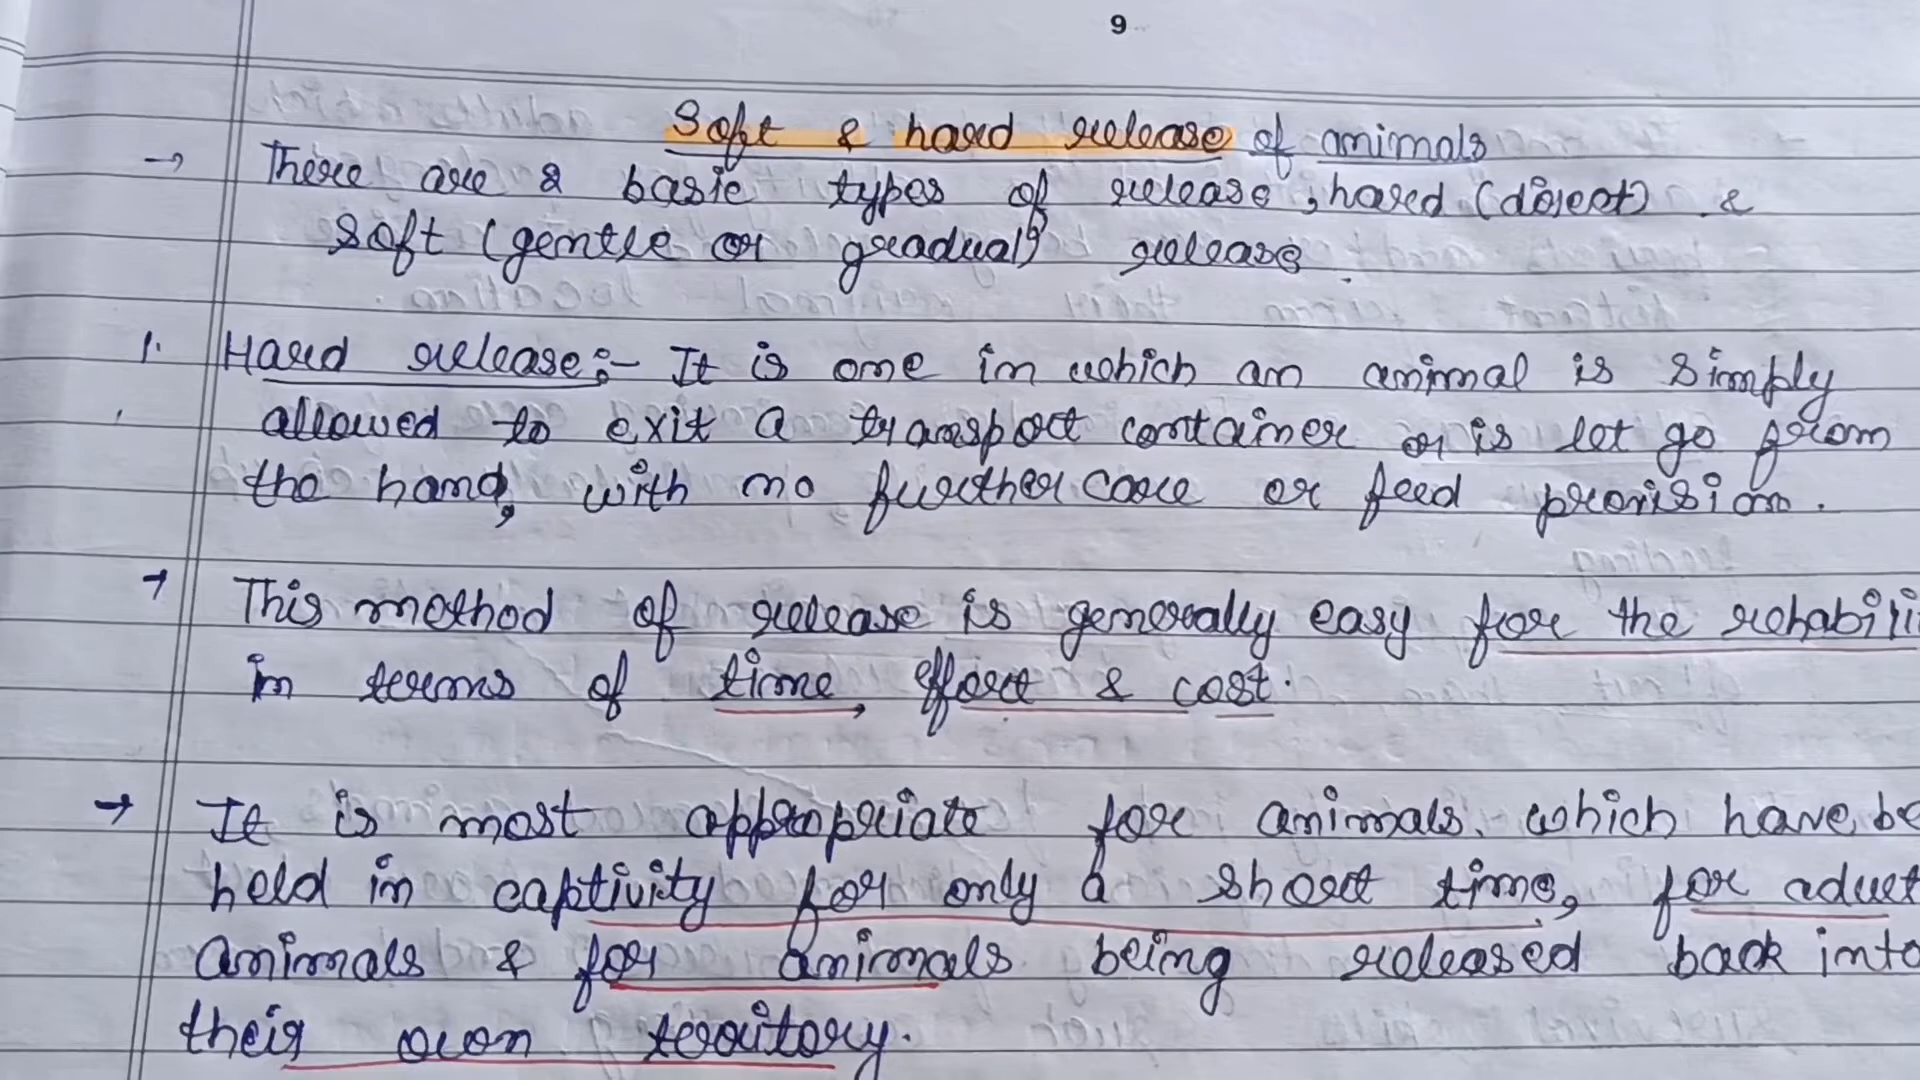 9
Soft & hard release of animals
→ There are 2 basic types of release, hard (direct) &
soft (gentle or gradual) release.
1. Hard release:- It is one in which an animal is simply
allowed to exit a transport container or is let go from
the hand, with no further care or feed provision.
→ This method of release is generally easy for the rehabili
in terms of time, effort & cost.
→ It is most appropriate for animals which have be
held in captivity for only a short time, for adult
animals & for animals being released back into
their own territory.